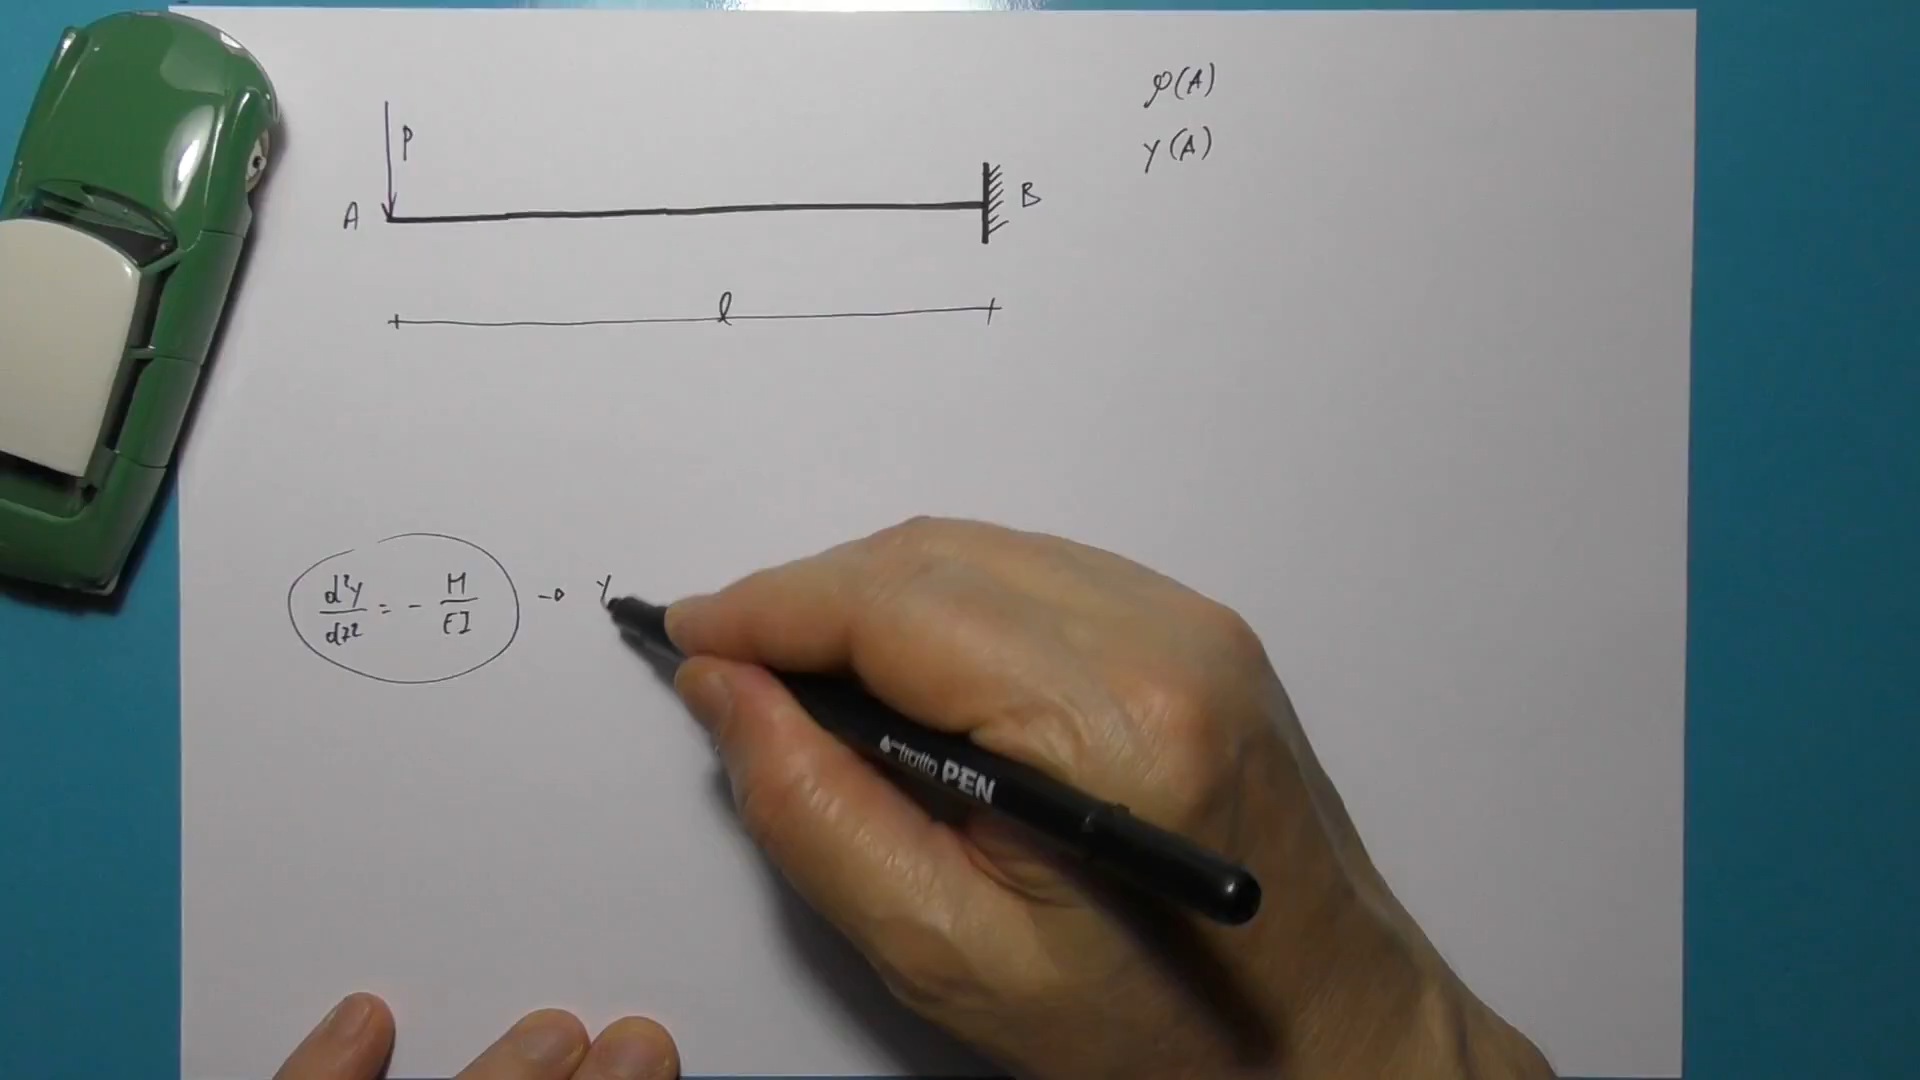 φ(A)
P
y(A)
A
B
l
d²y/dz² = - M/EI → y
tratto PEN